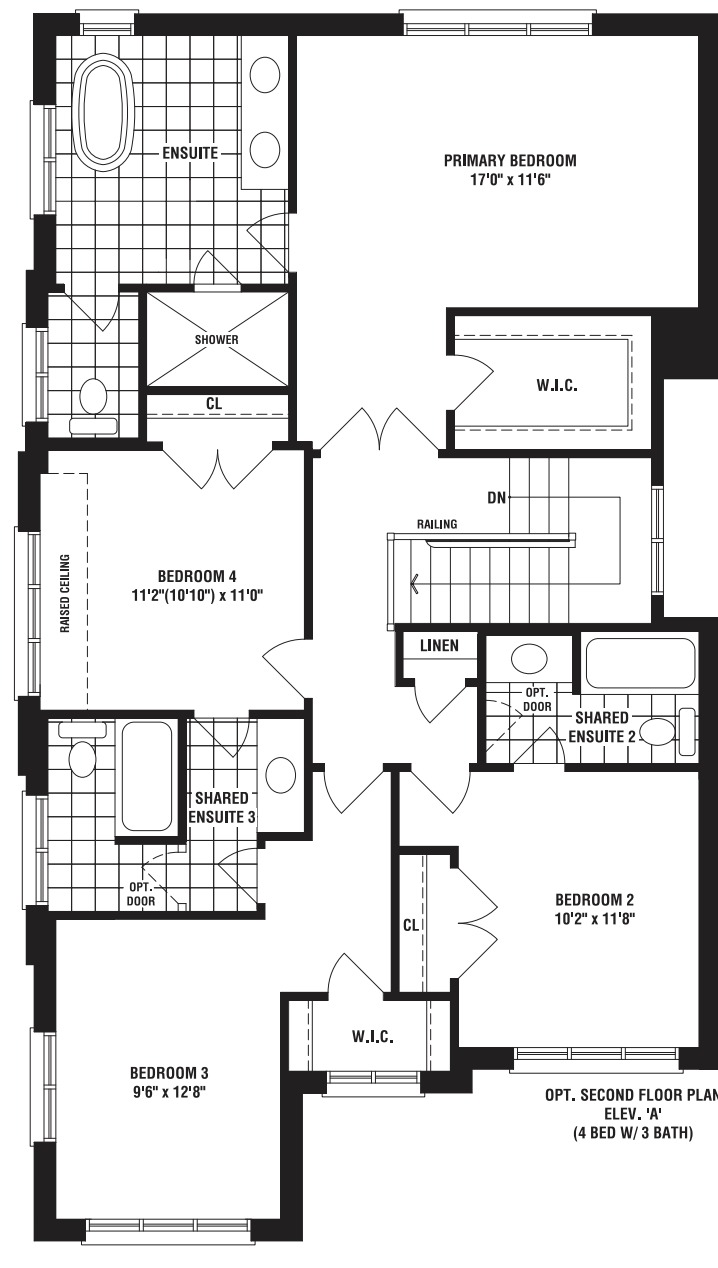 ENSUITE
PRIMARY BEDROOM
17'0" x 11'6"
SHOWER
W.I.C.
CL
DN
RAILING
RAISED CEILING
BEDROOM 4
11'2"(10'10") x 11'0"
LINEN
OPT.
DOOR
SHARED
ENSUITE 2
SHARED
ENSUITE 3
OPT.
DOOR
BEDROOM 2
10'2" x 11'8"
CL
W.I.C.
BEDROOM 3
9'6" x 12'8"
OPT. SECOND FLOOR PLAN
ELEV. 'A'
(4 BED W/ 3 BATH)